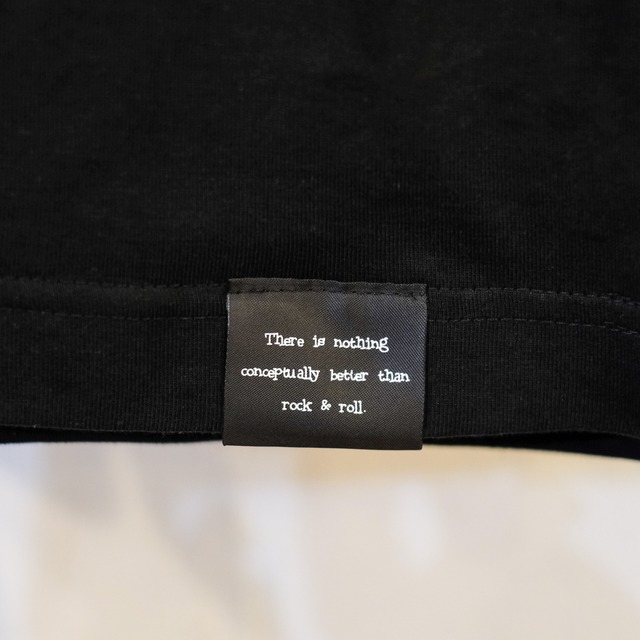 There is nothing
conceptually better than
rock & roll.